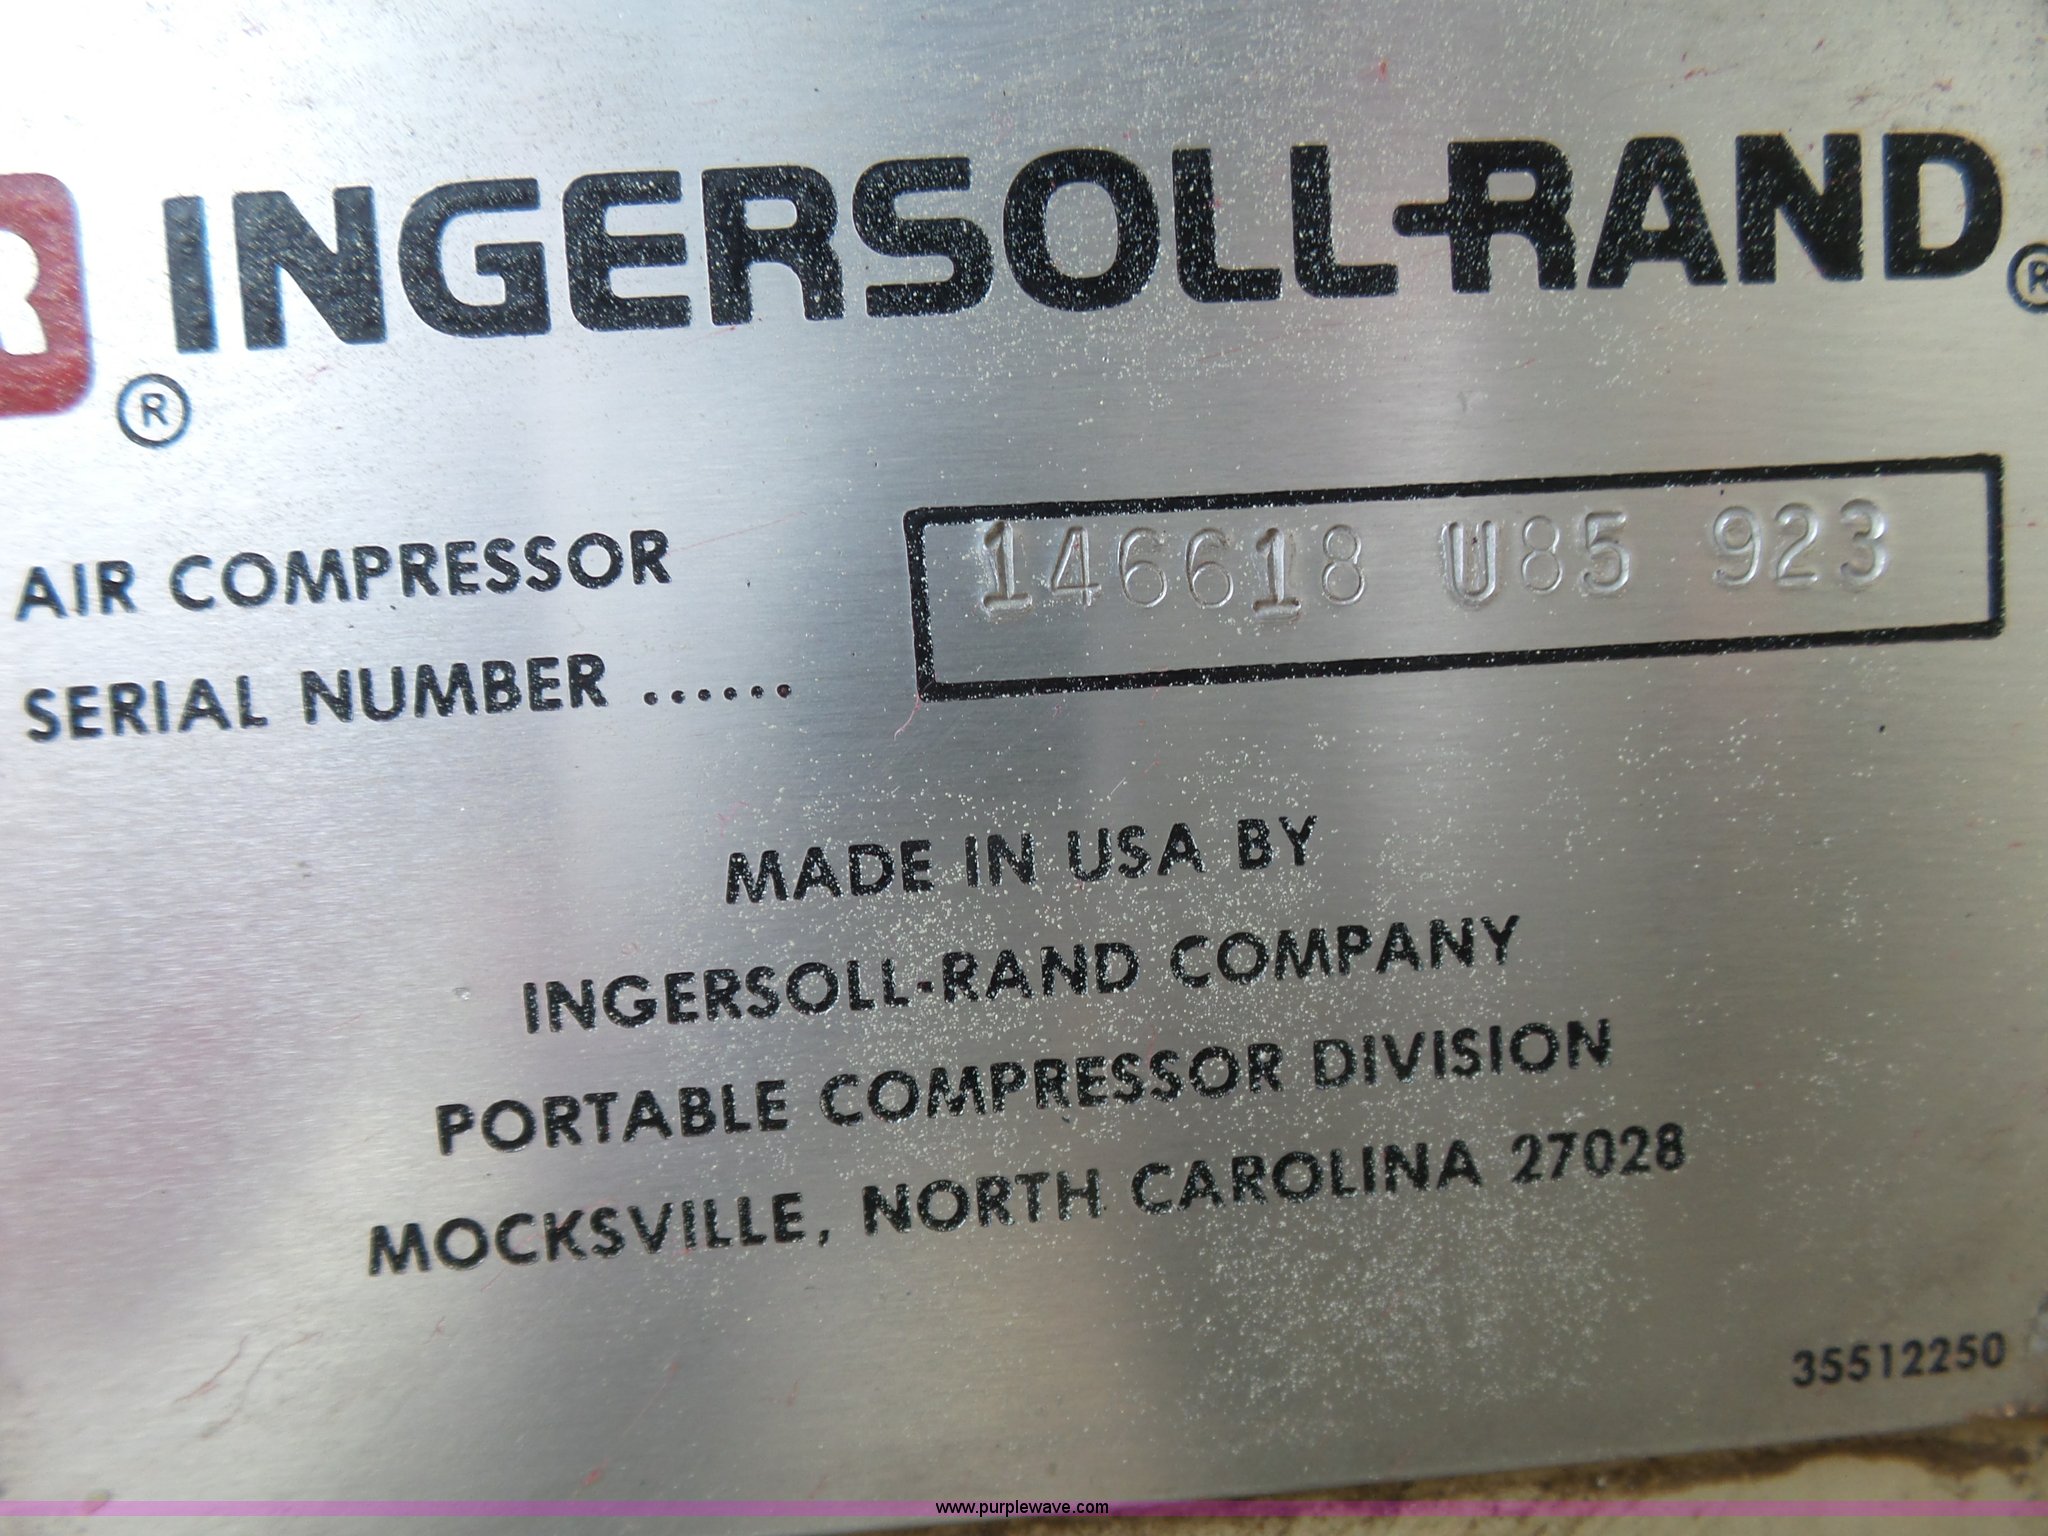 R INGERSOLL-RAND®
®
AIR COMPRESSOR
SERIAL NUMBER ...... 146618 U85 923
MADE IN USA BY
INGERSOLL-RAND COMPANY
PORTABLE COMPRESSOR DIVISION
MOCKSVILLE, NORTH CAROLINA 27028
35512250
www.purplewave.com